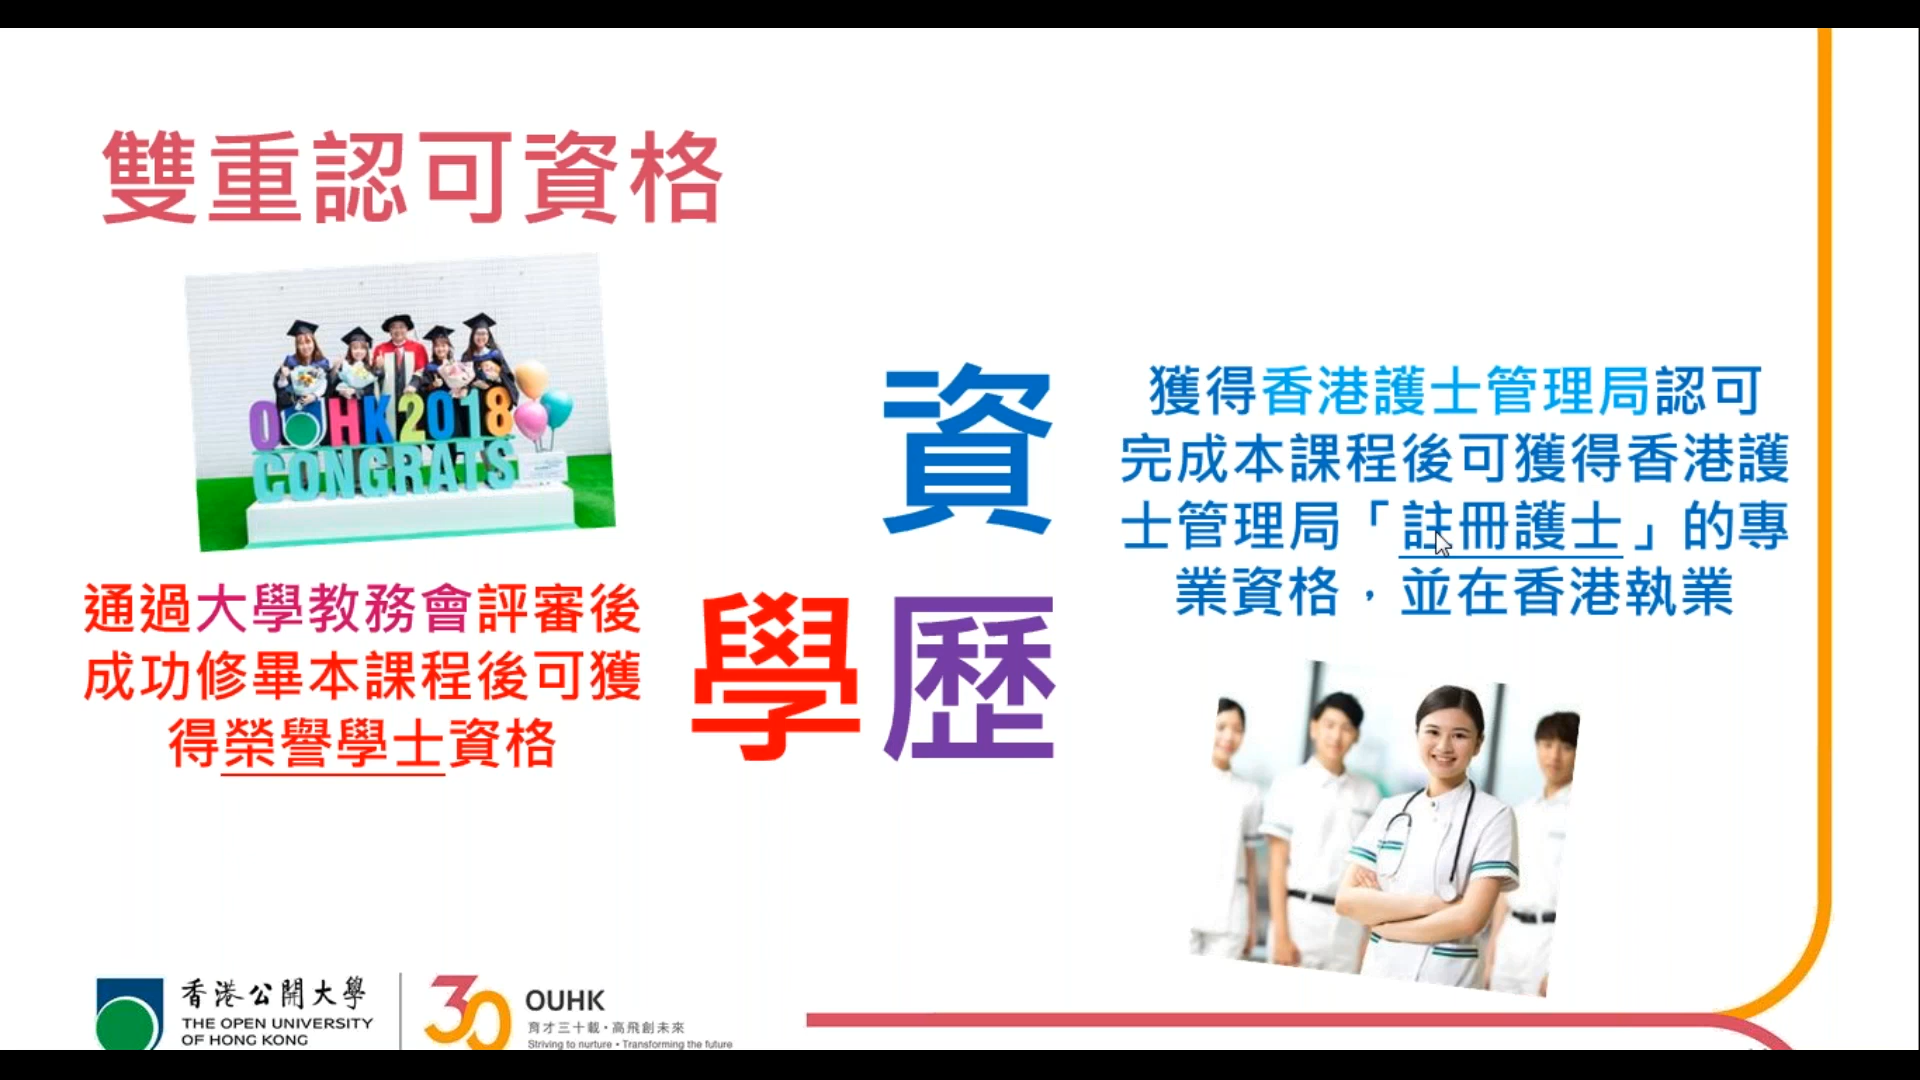 雙重認可資格
OUHK2018
CONGRATS
通過大學教務會評審後
成功修畢本課程後可獲
得榮譽學士資格
資
學歷
獲得香港護士管理局認可
完成本課程後可獲得香港護
士管理局「註冊護士」的專
業資格，並在香港執業
香港公開大學
THE OPEN UNIVERSITY
OF HONG KONG
30
OUHK
育才三十載•高飛創未來
Striving to nurture • Transforming the future